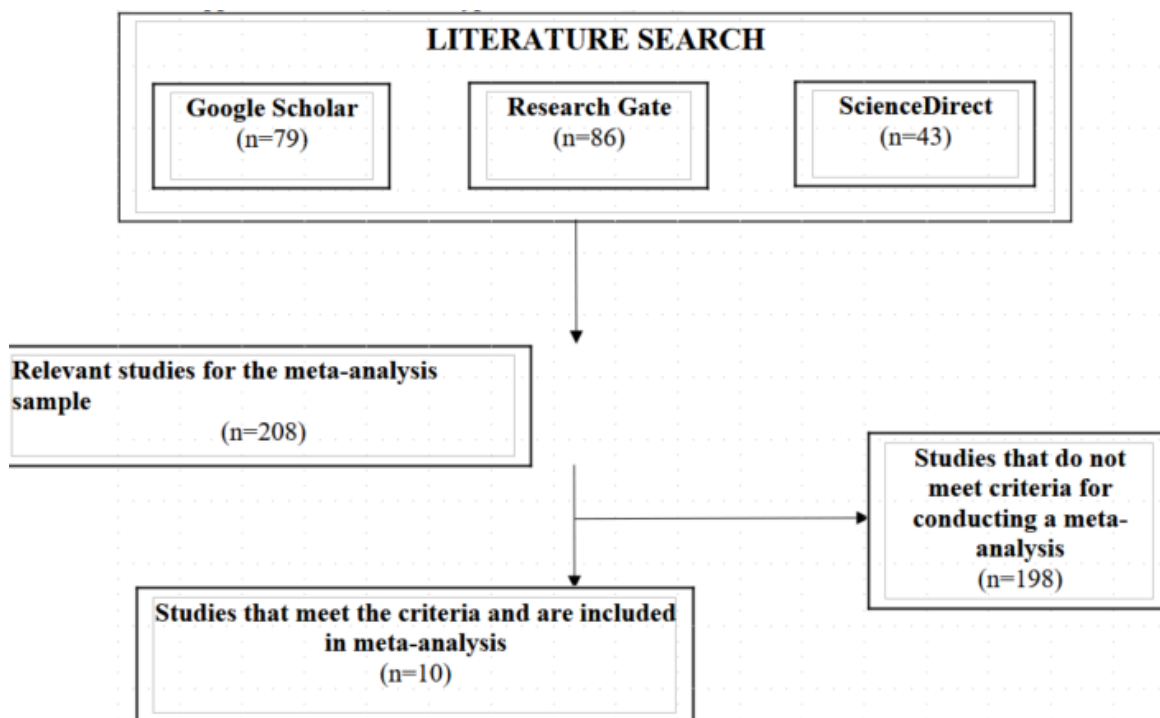 LITERATURE SEARCH
Google Scholar
(n=79)
Research Gate
(n=86)
ScienceDirect
(n=43)
Relevant studies for the meta-analysis
sample
(n=208)
Studies that do not
meet criteria for
conducting a meta-
analysis
(n=198)
Studies that meet the criteria and are included
in meta-analysis
(n=10)